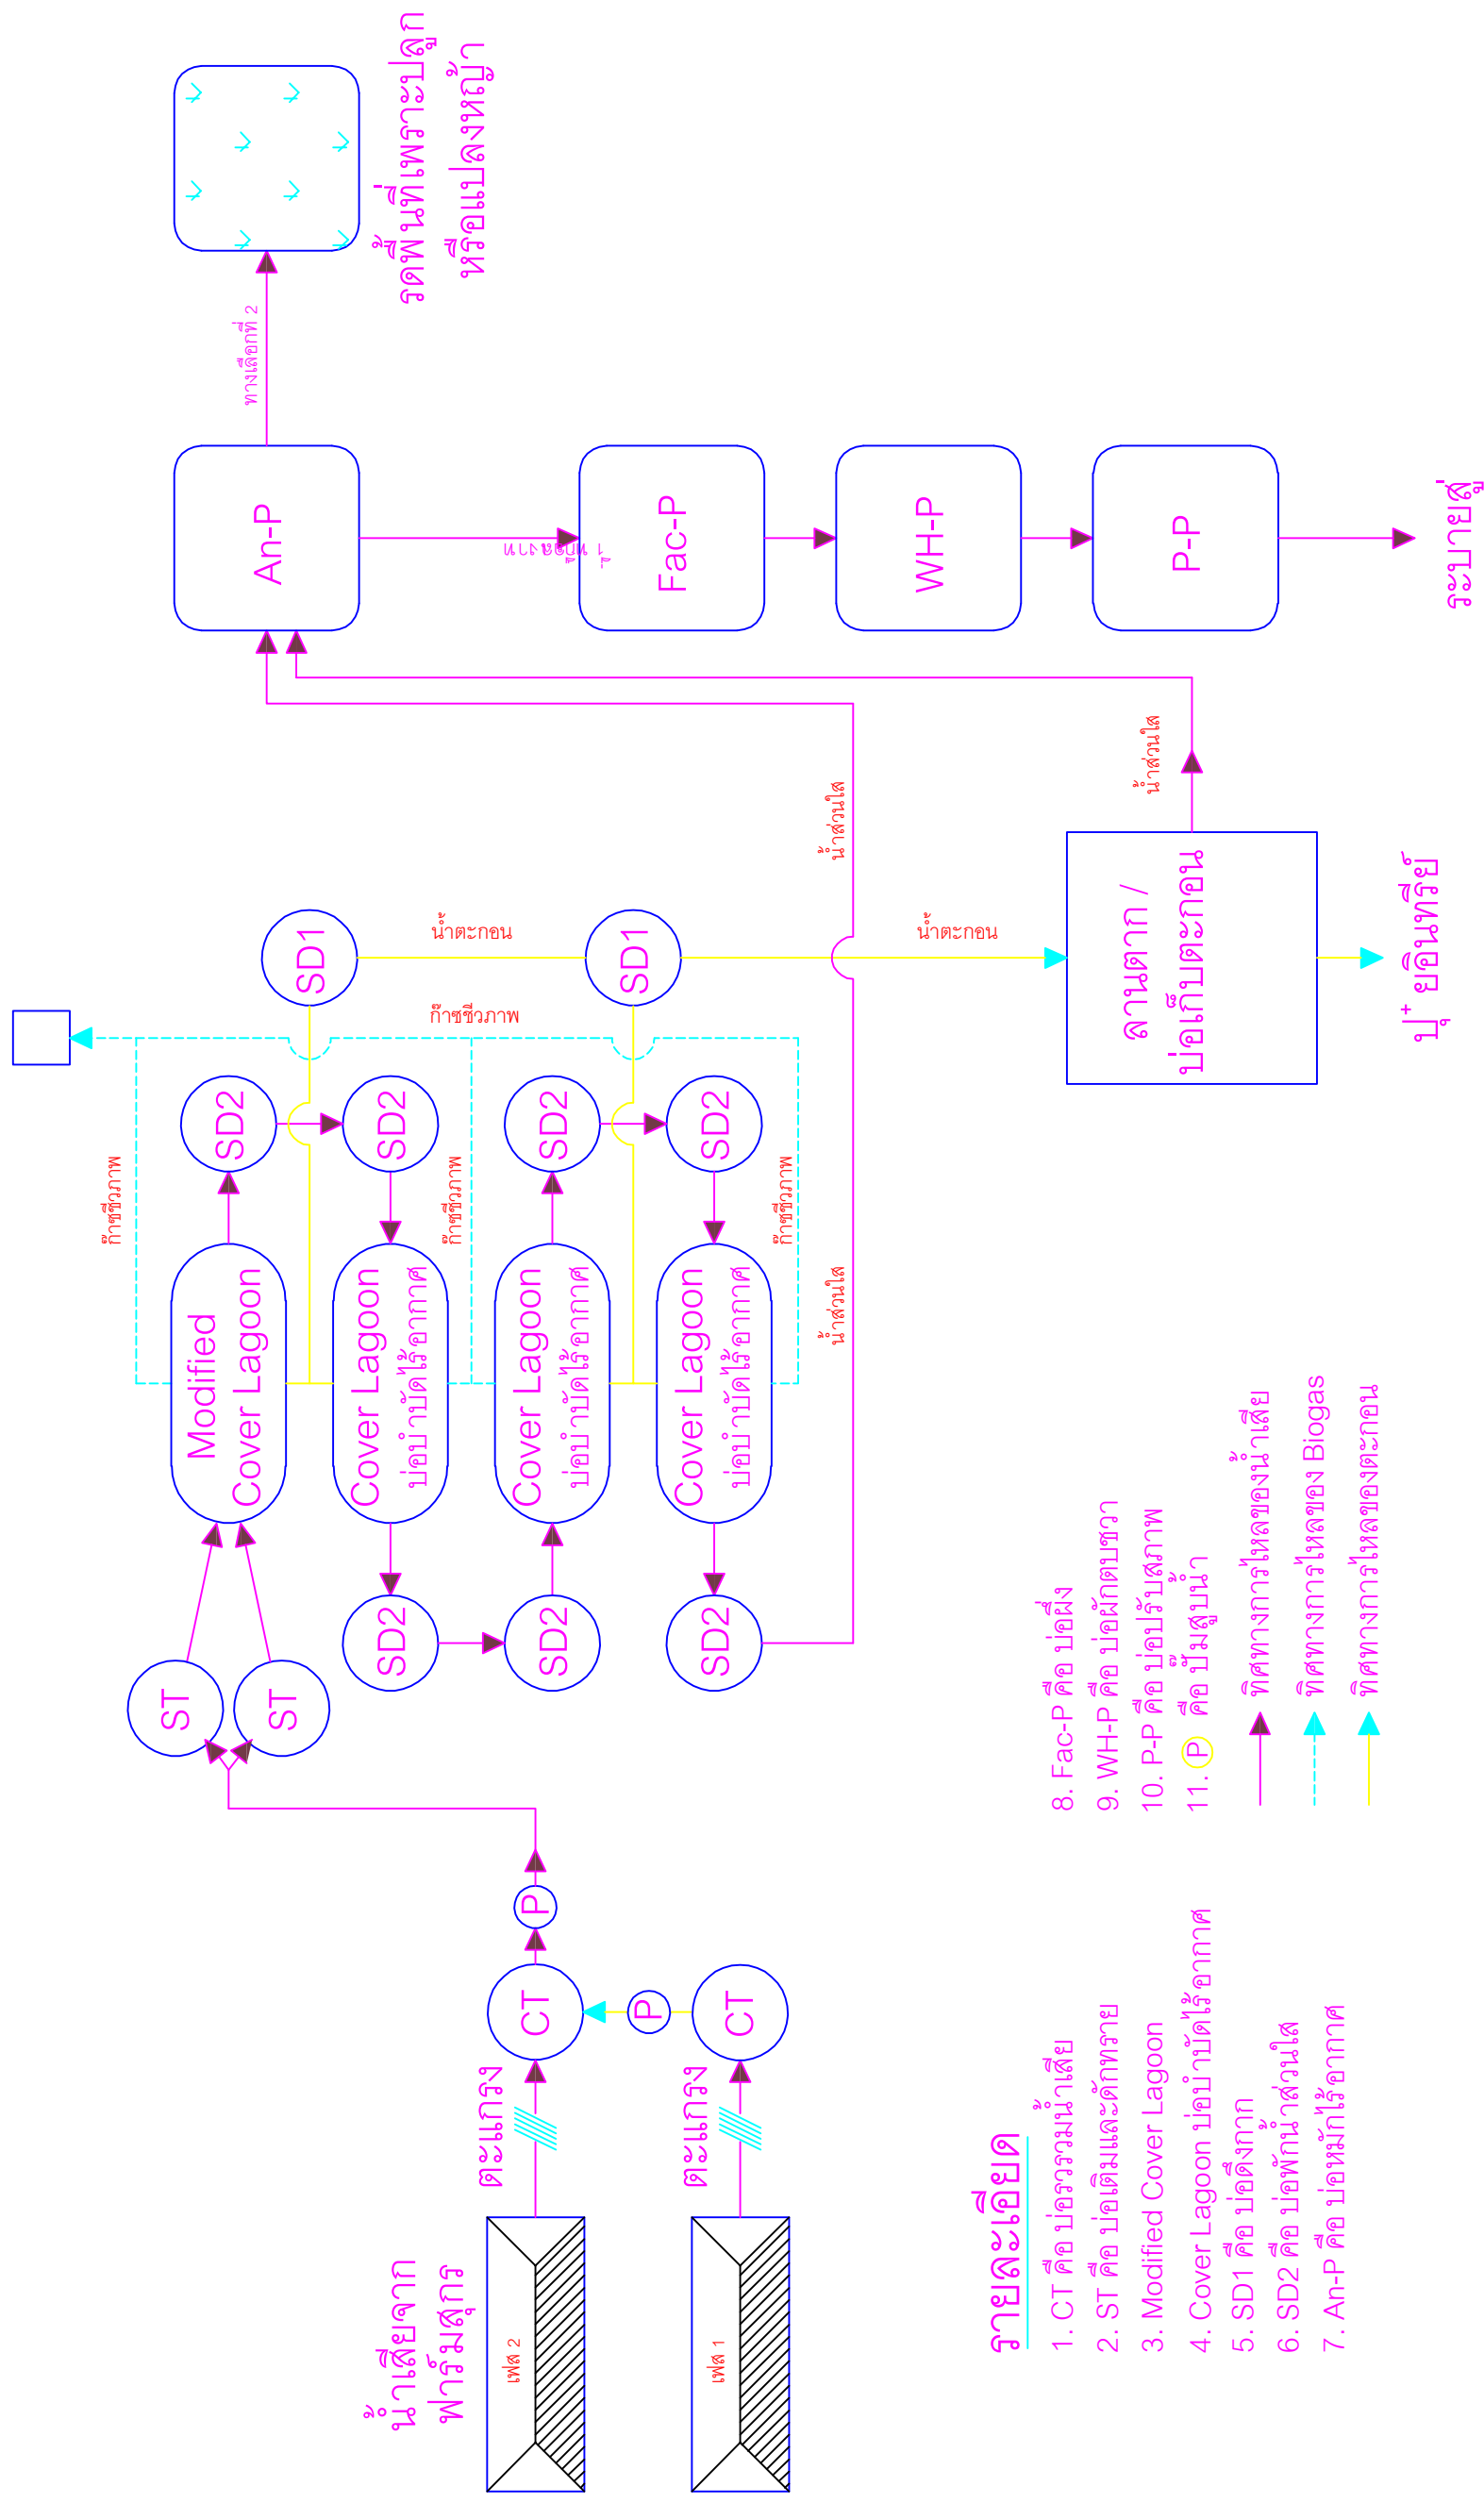 น้ำเสียจาก
ฟาร์มสุกร
เฟส 2
เฟส 1
ตะแกรง
ตะแกรง
CT
CT
P
P
ST
ST
Modified
Cover Lagoon
Cover Lagoon
บ่อบำบัดไร้อากาศ
Cover Lagoon
บ่อบำบัดไร้อากาศ
Cover Lagoon
บ่อบำบัดไร้อากาศ
SD2
SD2
SD2
SD2
SD2
SD2
SD2
ก๊าซชีวภาพ
ก๊าซชีวภาพ
ก๊าซชีวภาพ
ก๊าซชีวภาพ
SD1
SD1
น้ำตะกอน
น้ำตะกอน
น้ำส่วนใส
น้ำส่วนใส
น้ำส่วนใส
ลานตาก /
บ่อเก็บตะกอน
ปุ๋ยอินทรีย์
An-P
ทางเลือกที่ 2
รดพื้นที่เพาะปลูก
หรือแปลงหญ้า
ทางเลือกที่ 1
Fac-P
WH-P
P-P
ระบายสู่
รายละเอียด
1. CT คือ บ่อรวมน้ำเสีย
2. ST คือ บ่อเติมและดักทราย
3. Modified Cover Lagoon
4. Cover Lagoon บ่อบำบัดไร้อากาศ
5. SD1 คือ บ่อดึงกาก
6. SD2 คือ บ่อพักน้ำส่วนใส
7. An-P คือ บ่อหมักไร้อากาศ
8. Fac-P คือ บ่อผึ่ง
9. WH-P คือ บ่อผักตบชวา
10. P-P คือ บ่อปรับสภาพ
11. P คือ ปั๊มสูบน้ำ
ทิศทางการไหลของน้ำเสีย
ทิศทางการไหลของ Biogas
ทิศทางการไหลของตะกอน